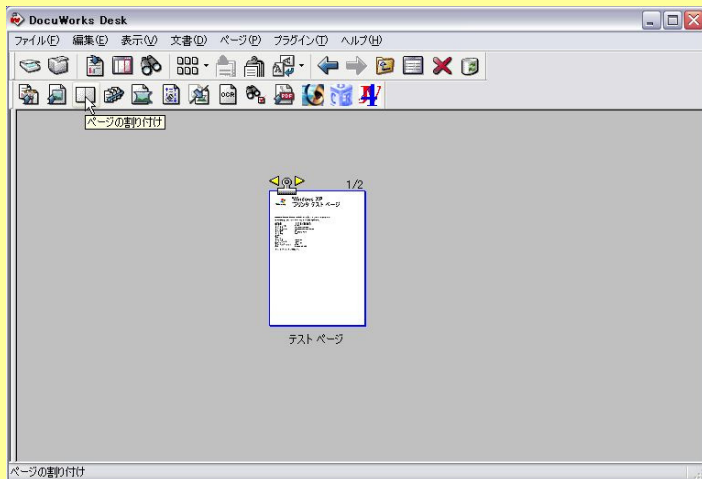 DocuWorks Desk
ファイル(F) 編集(E) 表示(V) 文書(D) ページ(P) プラグイン(T) ヘルプ(H)
OCR
PDF
ページの割り付け
1/2
Windows XP
プリンタ テスト ページ
テスト ページ
ページの割り付け